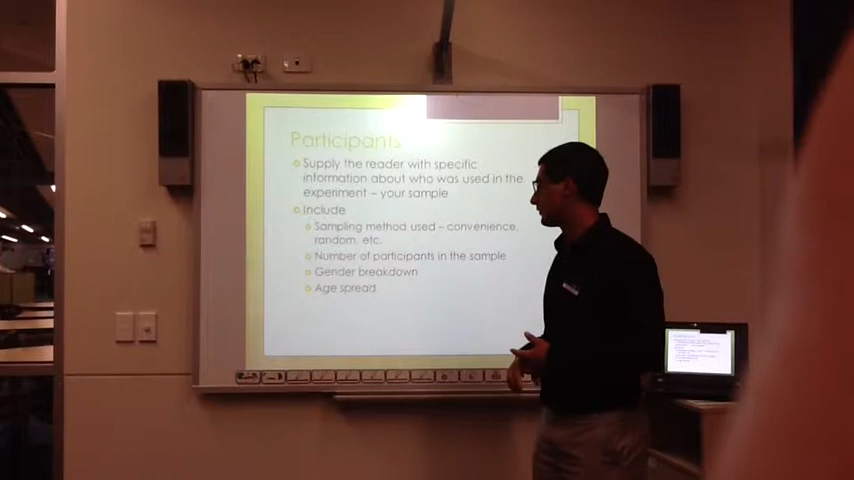 Participants
Supply the reader with specific
information about who was used in the
experiment – your sample
Include
Sampling method used – convenience,
random, etc.
Number of participants in the sample
Gender breakdown
Age spread